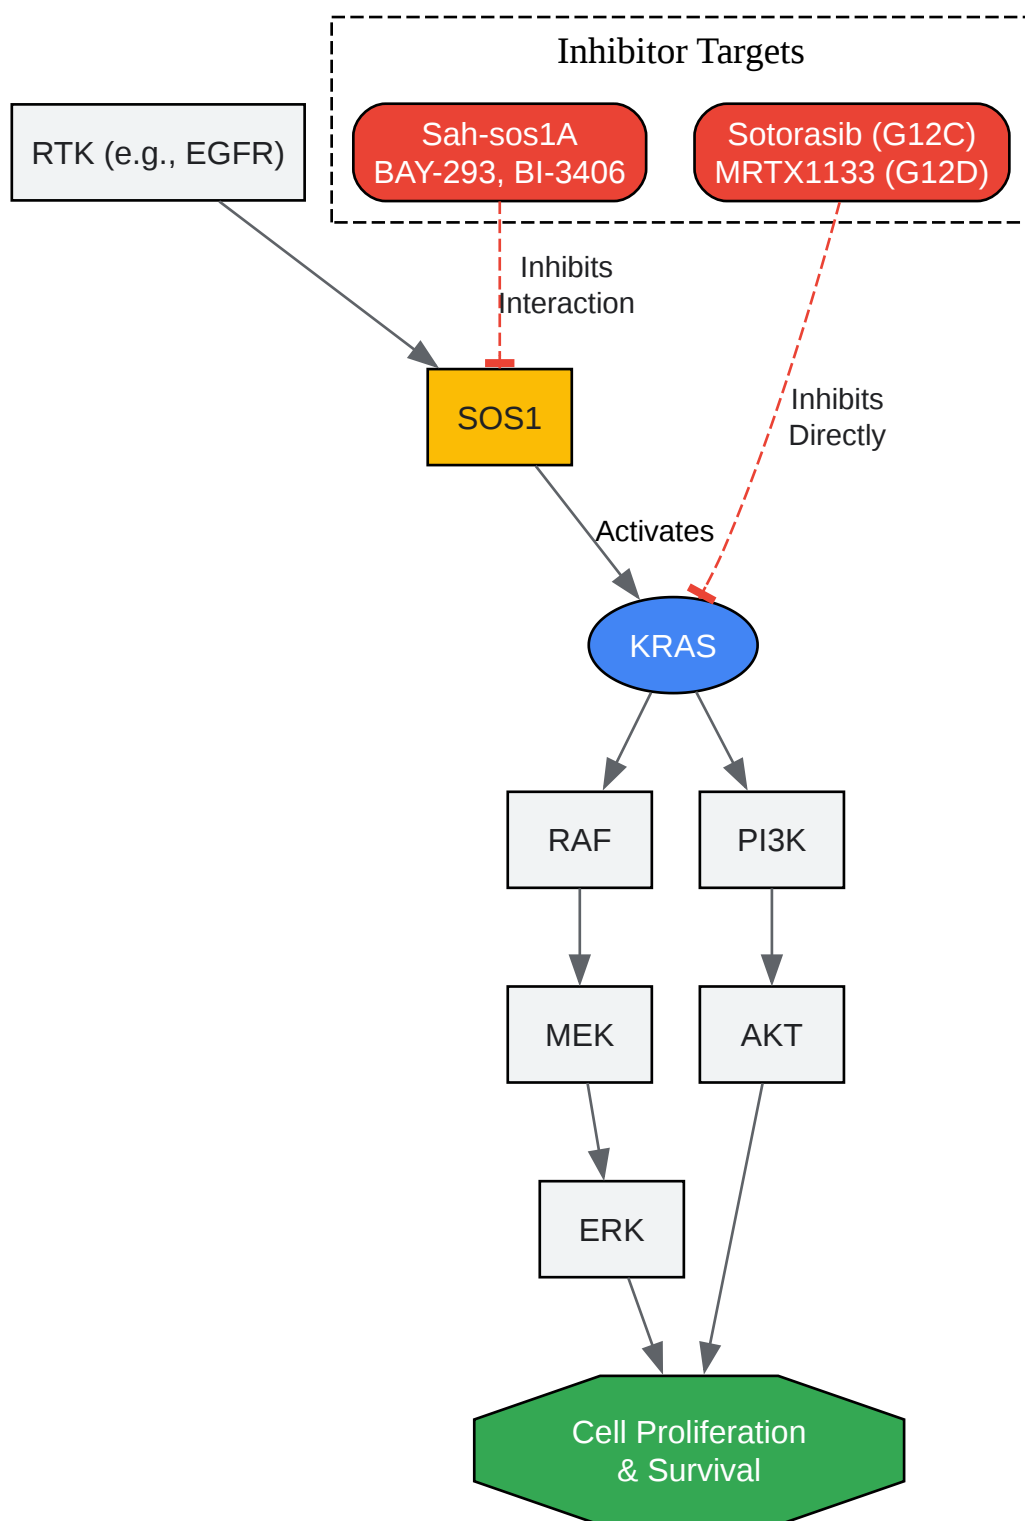 Inhibitor Targets
RTK (e.g., EGFR)
Sah-sos1A
BAY-293, BI-3406
Sotorasib (G12C)
MRTX1133 (G12D)
Inhibits
Interaction
Inhibits
Directly
SOS1
Activates
KRAS
RAF
PI3K
MEK
AKT
ERK
Cell Proliferation
& Survival